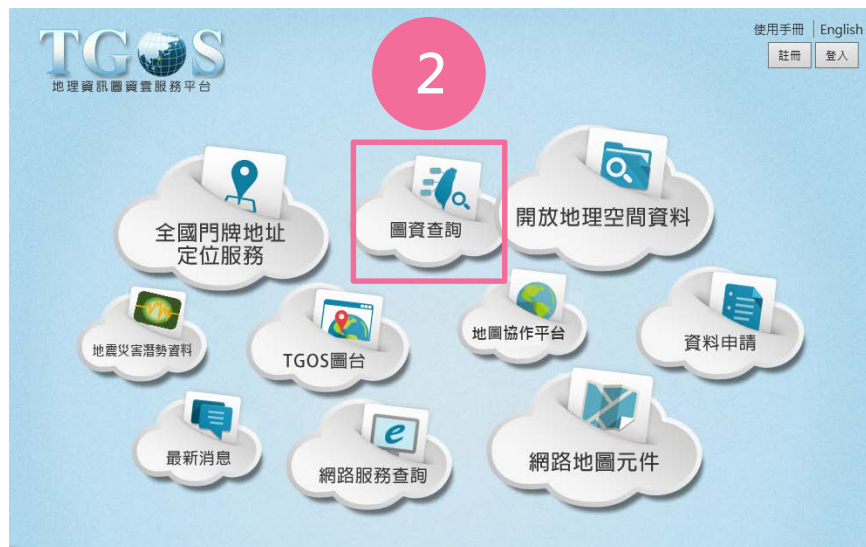 使用手冊 | English
註冊 登入
TGOS
地理資訊圖資雲服務平台
2
全國門牌地址
定位服務
圖資查詢
開放地理空間資料
地震災害潛勢資料
TGOS圖台
地圖協作平台
資料申請
最新消息
網路服務查詢
網路地圖元件